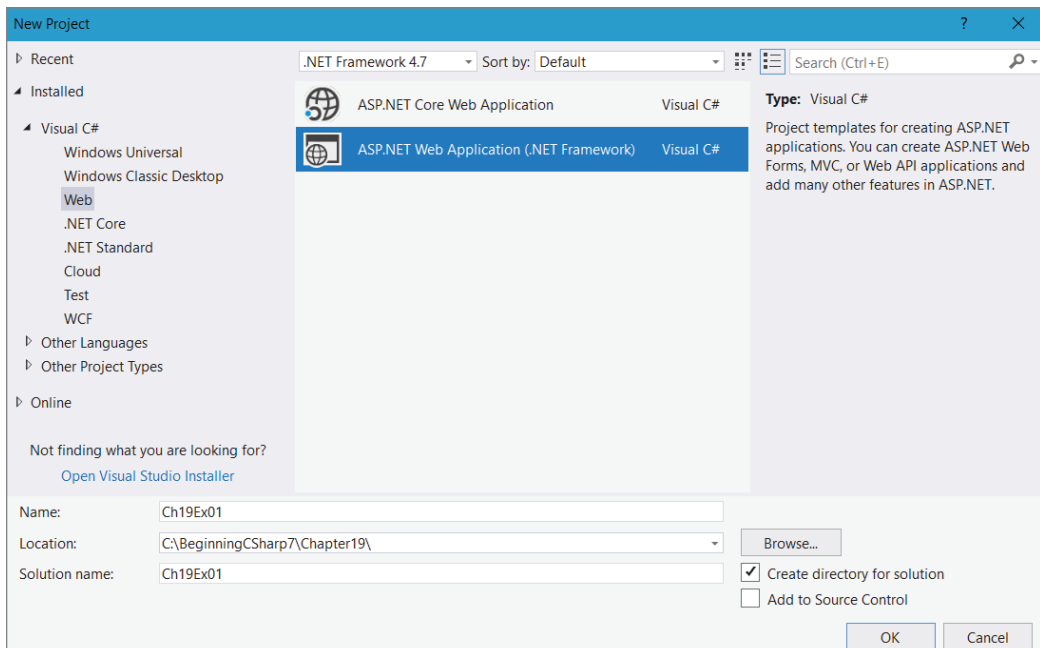 New Project
?
Recent
Installed
Visual C#
Windows Universal
Windows Classic Desktop
Web
.NET Core
.NET Standard
Cloud
Test
WCF
Other Languages
Other Project Types
Online
Not finding what you are looking for?
Open Visual Studio Installer
.NET Framework 4.7 Sort by: Default
Search (Ctrl+E)
ASP.NET Core Web Application Visual C#
ASP.NET Web Application (.NET Framework) Visual C#
Type: Visual C#
Project templates for creating ASP.NET
applications. You can create ASP.NET Web
Forms, MVC, or Web API applications and
add many other features in ASP.NET.
Name: Ch19Ex01
Location: C:\BeginningCSharp7\Chapter19\
Browse...
Solution name: Ch19Ex01
Create directory for solution
Add to Source Control
OK Cancel